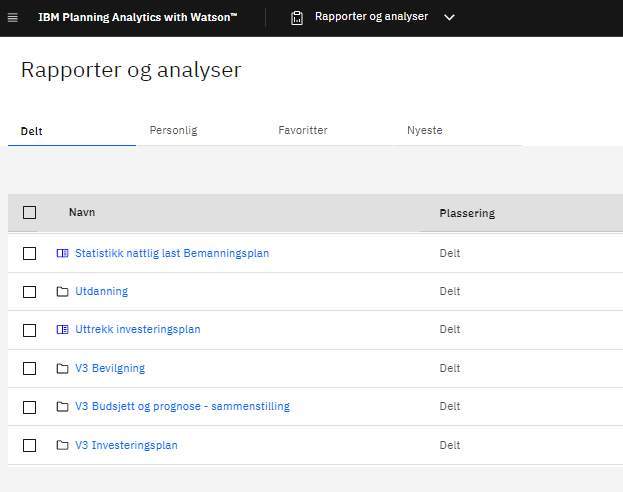 IBM Planning Analytics with Watson™ Rapporter og analyser
Rapporter og analyser
Delt Personlig Favoritter Nyeste
Navn Plassering
Statistikk nattlig last Bemanningsplan Delt
Utdanning Delt
Uttrekk investeringsplan Delt
V3 Bevilgning Delt
V3 Budsjett og prognose - sammenstilling Delt
V3 Investeringsplan Delt